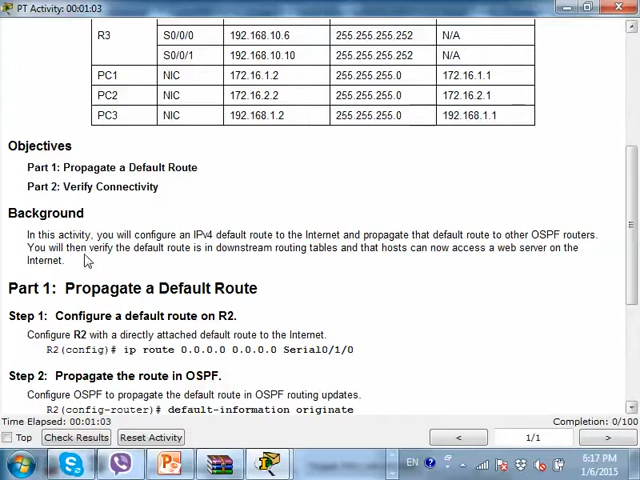 PT Activity: 00:01:03
R3 S0/0/0 192.168.10.6 255.255.255.252 N/A
S0/0/1 192.168.10.10 255.255.255.252 N/A
PC1 NIC 172.16.1.2 255.255.255.0 172.16.1.1
PC2 NIC 172.16.2.2 255.255.255.0 172.16.2.1
PC3 NIC 192.168.1.2 255.255.255.0 192.168.1.1
Objectives
Part 1: Propagate a Default Route
Part 2: Verify Connectivity
Background
In this activity, you will configure an IPv4 default route to the Internet and propagate that default route to other OSPF routers.
You will then verify the default route is in downstream routing tables and that hosts can now access a web server on the
Internet.
Part 1: Propagate a Default Route
Step 1: Configure a default route on R2.
Configure R2 with a directly attached default route to the Internet.
R2(config)# ip route 0.0.0.0 0.0.0.0 Serial0/1/0
Step 2: Propagate the route in OSPF.
Configure OSPF to propagate the default route in OSPF routing updates.
R2(config-router)# default-information originate
Time Elapsed: 00:01:03 Completion: 0/100
Top Check Results Reset Activity < 1/1 >
EN 6:17 PM
1/6/2015